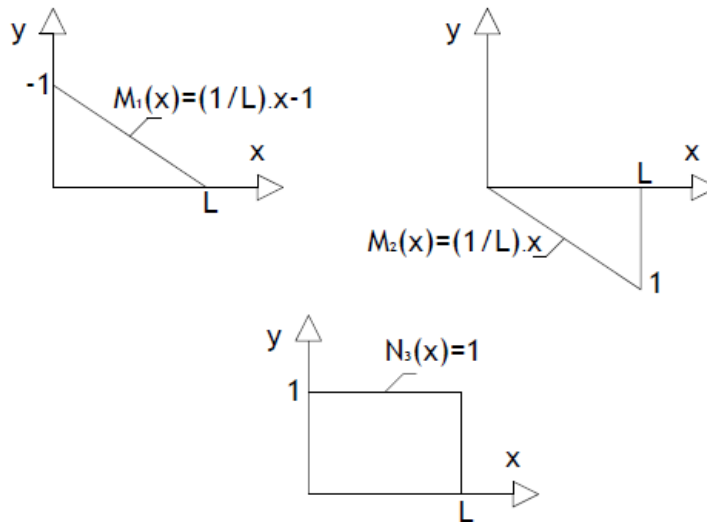 y
-1
M₁(x)=(1/L).x-1
x
L
y
x
L
M₂(x)=(1/L).x
1
y
N₃(x)=1
1
x
L